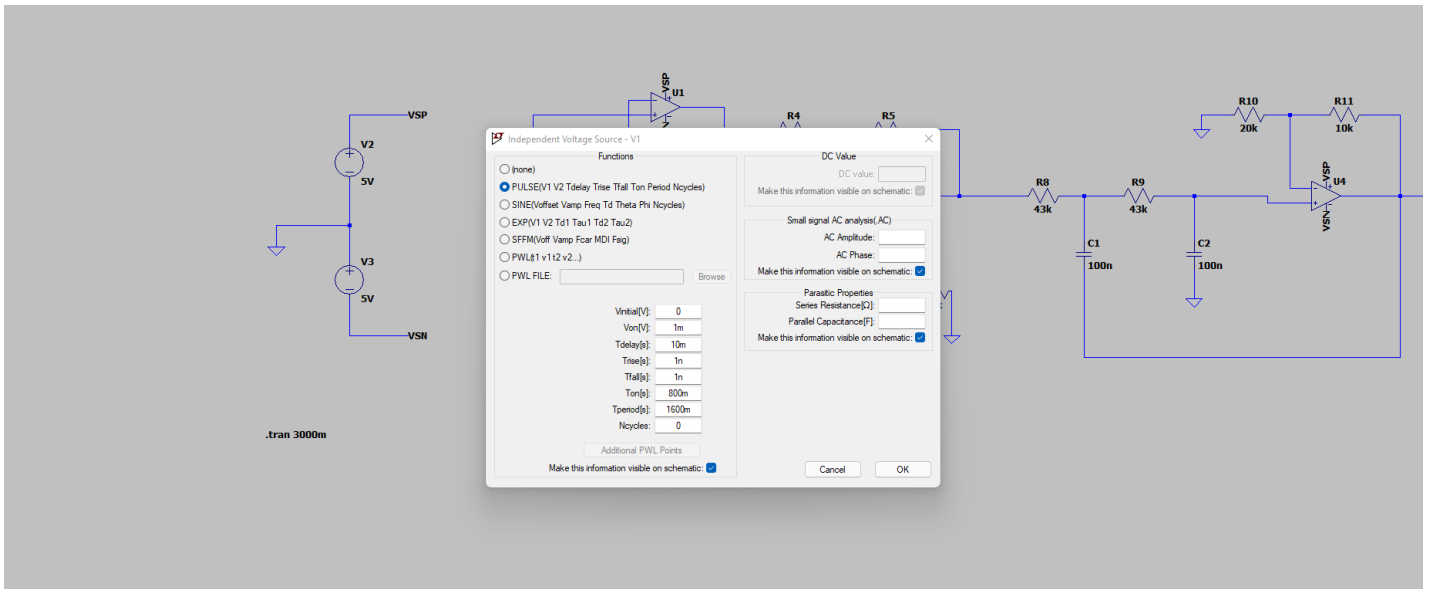 VSP
V2
5V
V3
5V
VSN
.tran 3000m
VSP
U1
R4
R5
Independent Voltage Source - V1
Functions
(none)
PULSE(V1 V2 Tdelay Trise Tfall Ton Period Ncycles)
SINE(Voffset Vamp Freq Td Theta Phi Ncycles)
EXP(V1 V2 Td1 Tau1 Td2 Tau2)
SFFM(Voff Vamp Fcar MDI Fsig)
PWL(t1 v1 t2 v2...)
PWL FILE:
Browse
Vinitial[V]: 0
Von[V]: 1m
Tdelay[s]: 10m
Trise[s]: 1n
Tfall[s]: 1n
Ton[s]: 800m
Tperiod[s]: 1600m
Ncycles: 0
Additional PWL Points
Make this information visible on schematic:
DC Value
DC value:
Make this information visible on schematic:
Small signal AC analysis(.AC)
AC Amplitude:
AC Phase:
Make this information visible on schematic:
Parasitic Properties
Series Resistance[Ω]:
Parallel Capacitance[F]:
Make this information visible on schematic:
Cancel
OK
R8
43k
R9
43k
C1
100n
C2
100n
R10
20k
R11
10k
VSP
U4
VSN